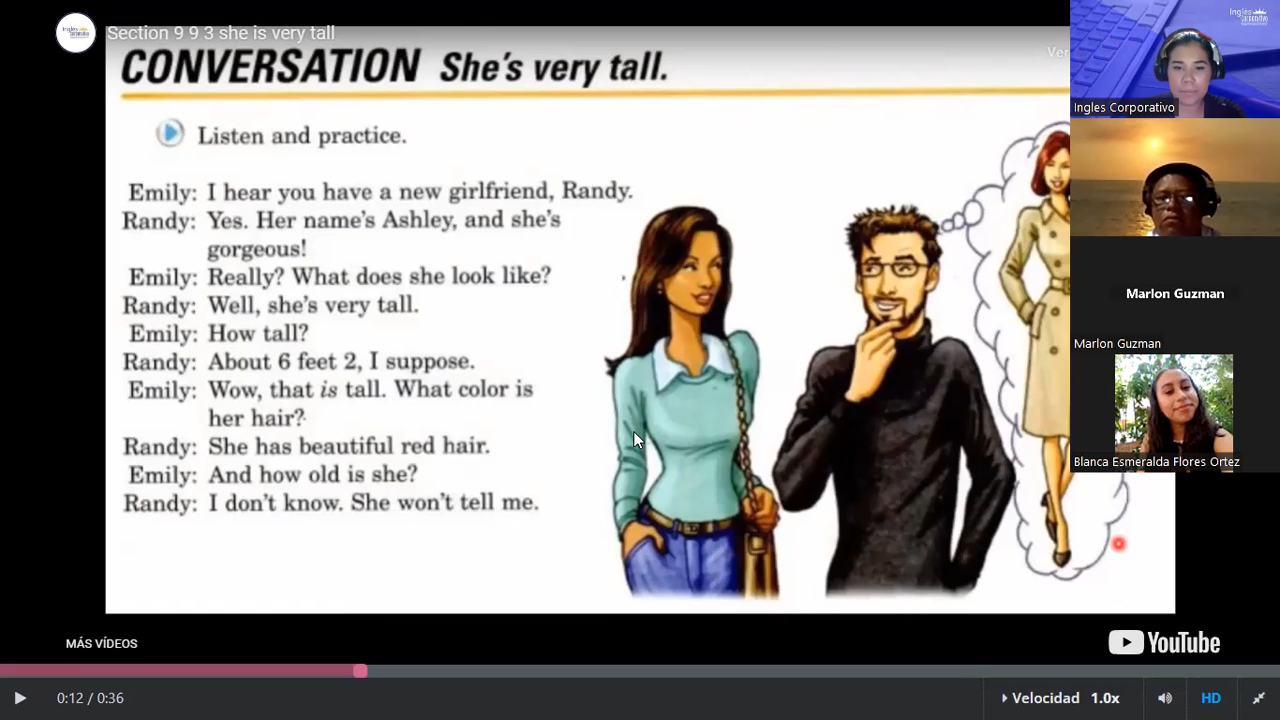 Section 9 9 3 she is very tall
CONVERSATION She's very tall.
Listen and practice.
Emily: I hear you have a new girlfriend, Randy.
Randy: Yes. Her name's Ashley, and she's
gorgeous!
Emily: Really? What does she look like?
Randy: Well, she's very tall.
Emily: How tall?
Randy: About 6 feet 2, I suppose.
Emily: Wow, that is tall. What color is
her hair?
Randy: She has beautiful red hair.
Emily: And how old is she?
Randy: I don't know. She won't tell me.
Ver
Ingles
corporativo
Ingles Corporativo
Marlon Guzman
Marlon Guzman
Blanca Esmeralda Flores Ortez
MÁS VÍDEOS
YouTube
0:12 / 0:36
Velocidad 1.0x
HD